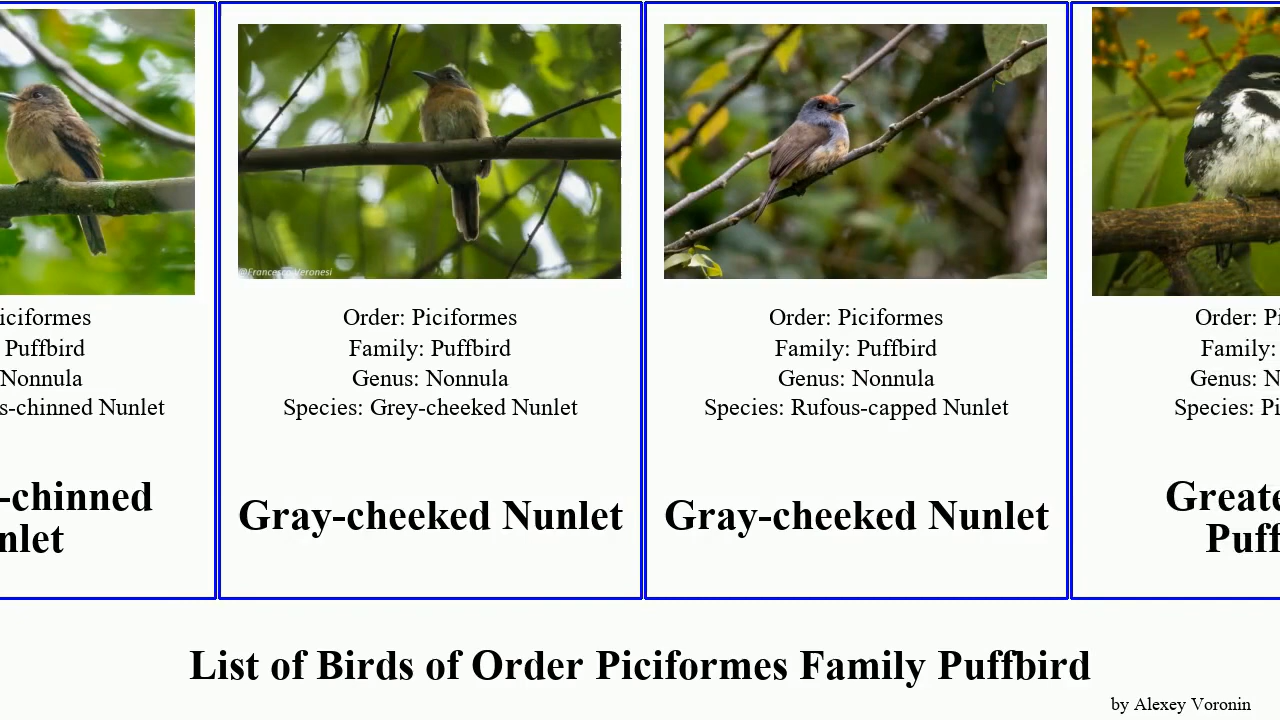 iciformes
Puffbird
Nonnula
s-chinned Nunlet
-chinned
nlet
@Francesco Veronesi
Order: Piciformes
Family: Puffbird
Genus: Nonnula
Species: Grey-cheeked Nunlet
Gray-cheeked Nunlet
Order: Piciformes
Family: Puffbird
Genus: Nonnula
Species: Rufous-capped Nunlet
Gray-cheeked Nunlet
Order: Pi
Family:
Genus: N
Species: Pi
Greate
Puff
List of Birds of Order Piciformes Family Puffbird
by Alexey Voronin